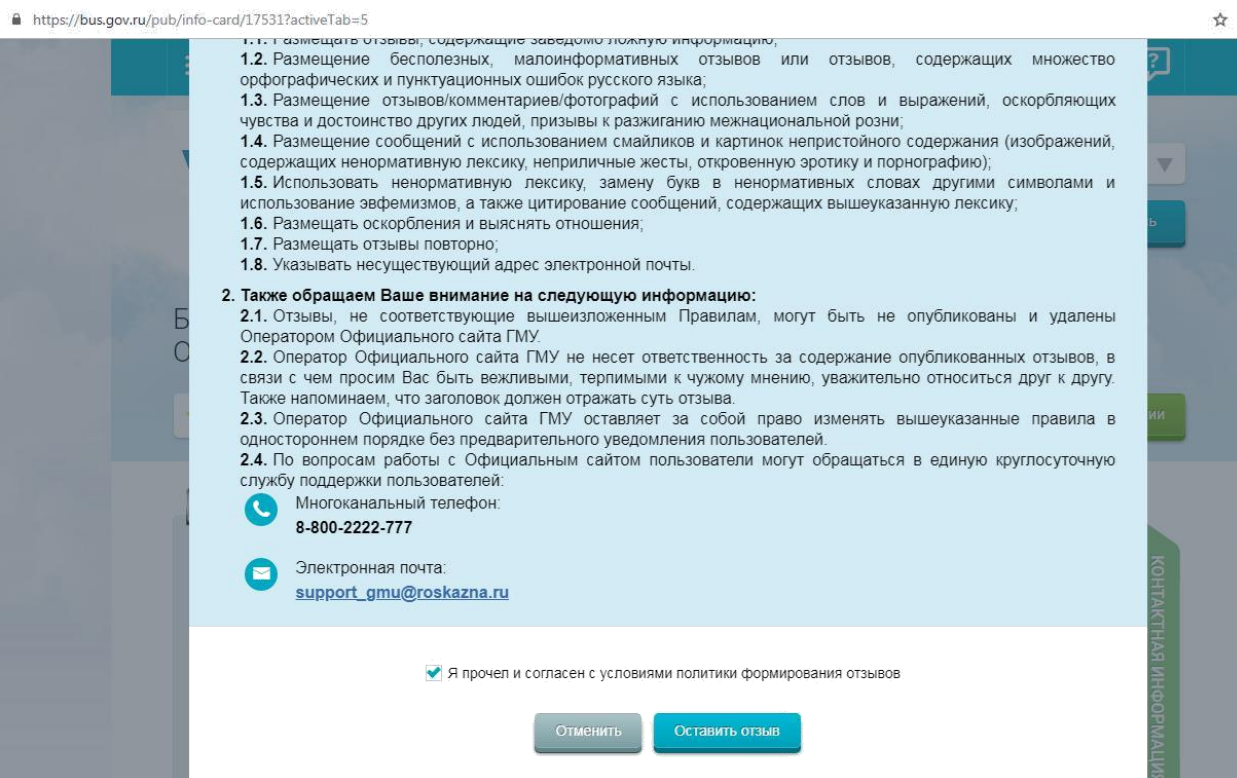 https://bus.gov.ru/pub/info-card/17531?activeTab=5
1.1. Размещать отзывы, содержащие заведомо ложную информацию;
1.2. Размещение бесполезных, малоинформативных отзывов или отзывов, содержащих множество
орфографических и пунктуационных ошибок русского языка;
1.3. Размещение отзывов/комментариев/фотографий с использованием слов и выражений, оскорбляющих
чувства и достоинство других людей, призывы к разжиганию межнациональной розни;
1.4. Размещение сообщений с использованием смайликов и картинок непристойного содержания (изображений,
содержащих ненормативную лексику, неприличные жесты, откровенную эротику и порнографию);
1.5. Использовать ненормативную лексику, замену букв в ненормативных словах другими символами и
использование эвфемизмов, а также цитирование сообщений, содержащих вышеуказанную лексику;
1.6. Размещать оскорбления и выяснять отношения;
1.7. Размещать отзывы повторно;
1.8. Указывать несуществующий адрес электронной почты.
2. Также обращаем Ваше внимание на следующую информацию:
2.1. Отзывы, не соответствующие вышеизложенным Правилам, могут быть не опубликованы и удалены
Оператором Официального сайта ГМУ.
2.2. Оператор Официального сайта ГМУ не несет ответственность за содержание опубликованных отзывов, в
связи с чем просим Вас быть вежливыми, терпимыми к чужому мнению, уважительно относиться друг к другу.
Также напоминаем, что заголовок должен отражать суть отзыва.
2.3. Оператор Официального сайта ГМУ оставляет за собой право изменять вышеуказанные правила в
одностороннем порядке без предварительного уведомления пользователей.
2.4. По вопросам работы с Официальным сайтом пользователи могут обращаться в единую круглосуточную
службу поддержки пользователей:
Многоканальный телефон:
8-800-2222-777
Электронная почта:
support_gmu@roskazna.ru
Я прочел и согласен с условиями политики формирования отзывов
Отменить
Оставить отзыв
КОНТАКТНАЯ ИНФОРМАЦИЯ